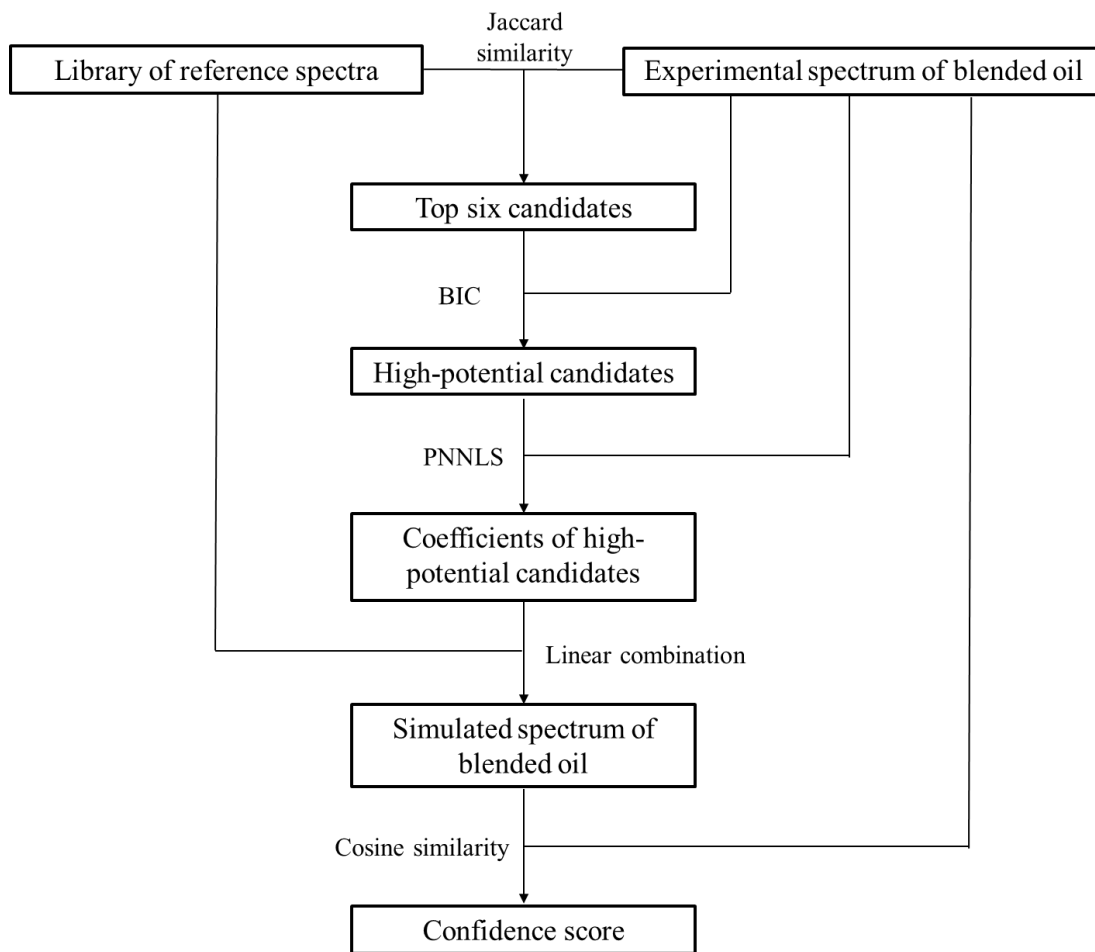 Jaccard
similarity
Library of reference spectra
Experimental spectrum of blended oil
Top six candidates
BIC
High-potential candidates
PNNLS
Coefficients of high-
potential candidates
Linear combination
Simulated spectrum of
blended oil
Cosine similarity
Confidence score